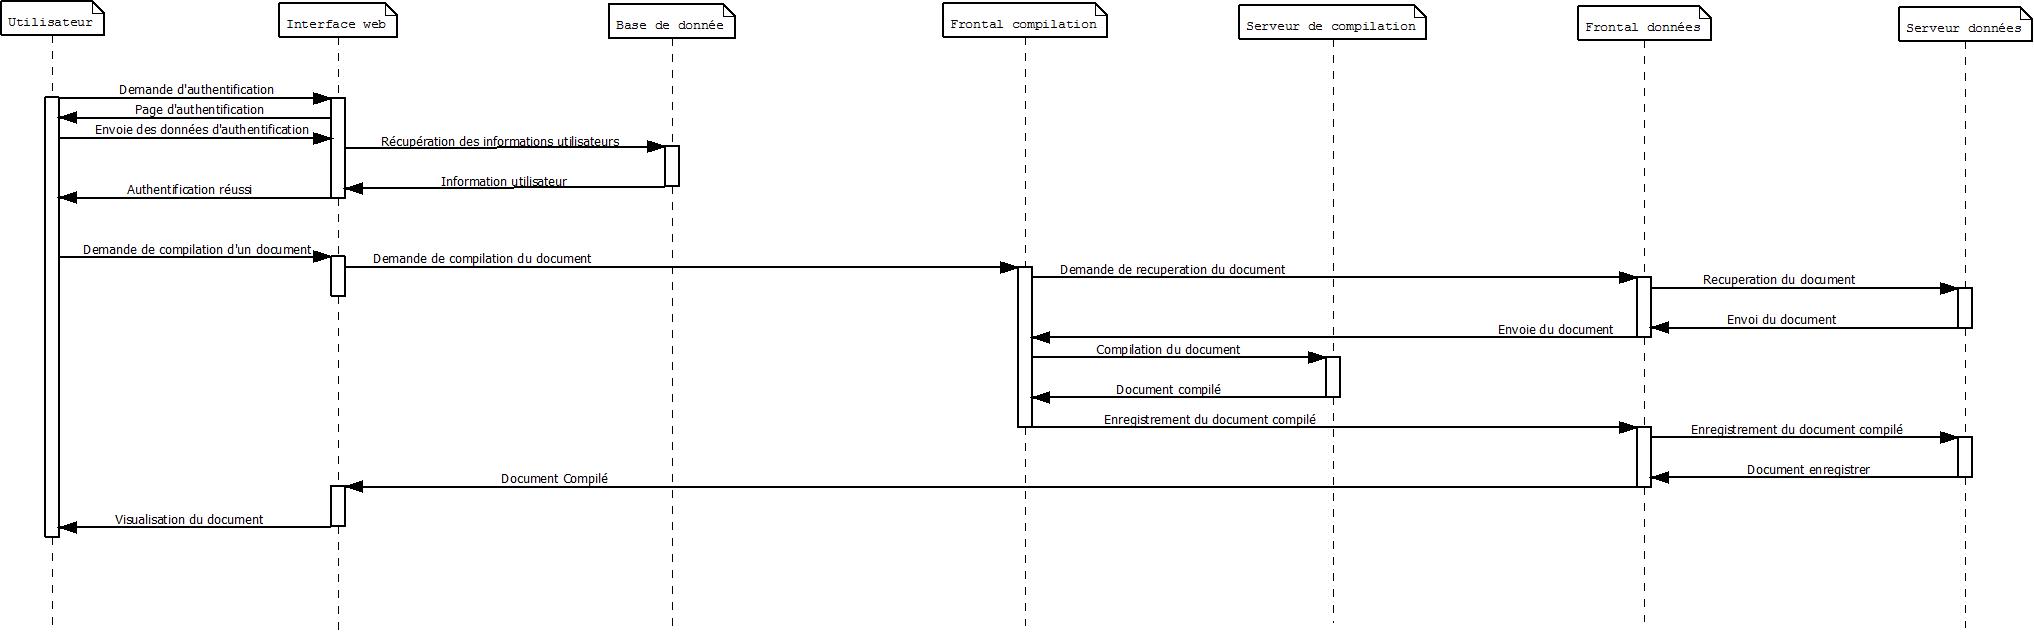 Utilisateur
Interface web
Base de donnée
Frontal compilation
Serveur de compilation
Frontal données
Serveur données
Demande d'authentification
Page d'authentification
Envoie des données d'authentification
Récupération des informations utilisateurs
Information utilisateur
Authentification réussi
Demande de compilation d'un document
Demande de compilation du document
Demande de recuperation du document
Recuperation du document
Envoi du document
Envoie du document
Compilation du document
Document compilé
Enregistrement du document compilé
Enregistrement du document compilé
Document enregistrer
Document Compilé
Visualisation du document